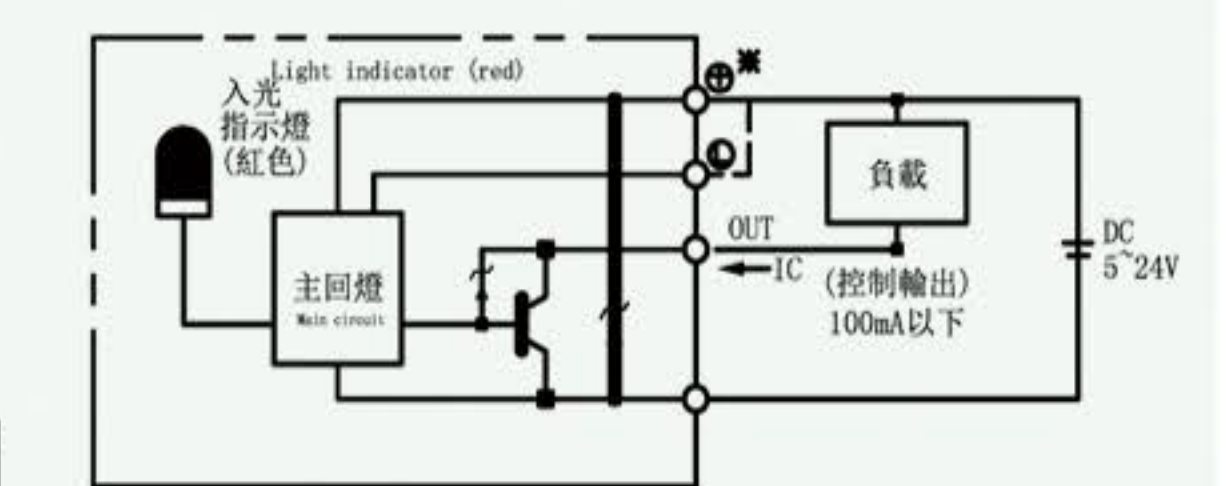 Light indicator (red)
入光
指示燈
(紅色)
主回燈
Main circuit
⊕※
L
OUT
IC
負載
(控制輸出)
100mA以下
DC
5~24V